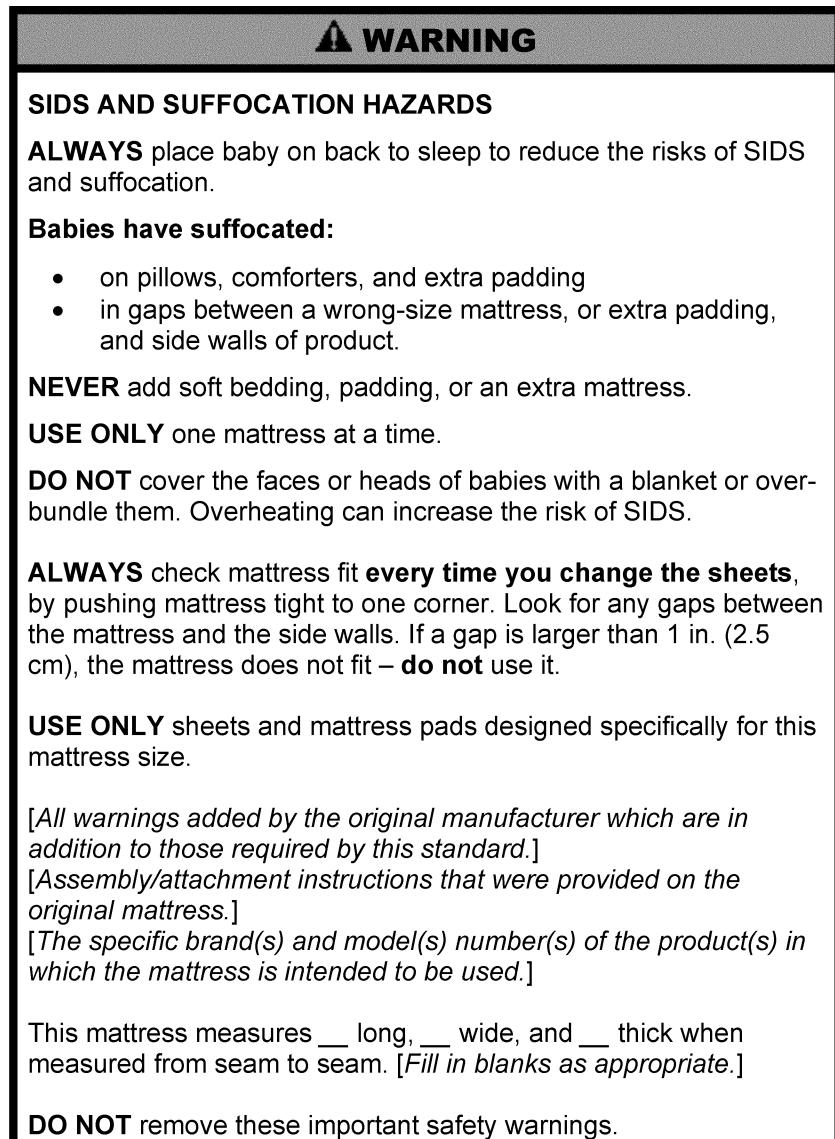 ⚠ WARNING
SIDS AND SUFFOCATION HAZARDS
ALWAYS place baby on back to sleep to reduce the risks of SIDS
and suffocation.
Babies have suffocated:
• on pillows, comforters, and extra padding
• in gaps between a wrong-size mattress, or extra padding,
and side walls of product.
NEVER add soft bedding, padding, or an extra mattress.
USE ONLY one mattress at a time.
DO NOT cover the faces or heads of babies with a blanket or over-
bundle them. Overheating can increase the risk of SIDS.
ALWAYS check mattress fit every time you change the sheets,
by pushing mattress tight to one corner. Look for any gaps between
the mattress and the side walls. If a gap is larger than 1 in. (2.5
cm), the mattress does not fit – do not use it.
USE ONLY sheets and mattress pads designed specifically for this
mattress size.
[All warnings added by the original manufacturer which are in
addition to those required by this standard.]
[Assembly/attachment instructions that were provided on the
original mattress.]
[The specific brand(s) and model(s) number(s) of the product(s) in
which the mattress is intended to be used.]
This mattress measures __ long, __ wide, and __ thick when
measured from seam to seam. [Fill in blanks as appropriate.]
DO NOT remove these important safety warnings.